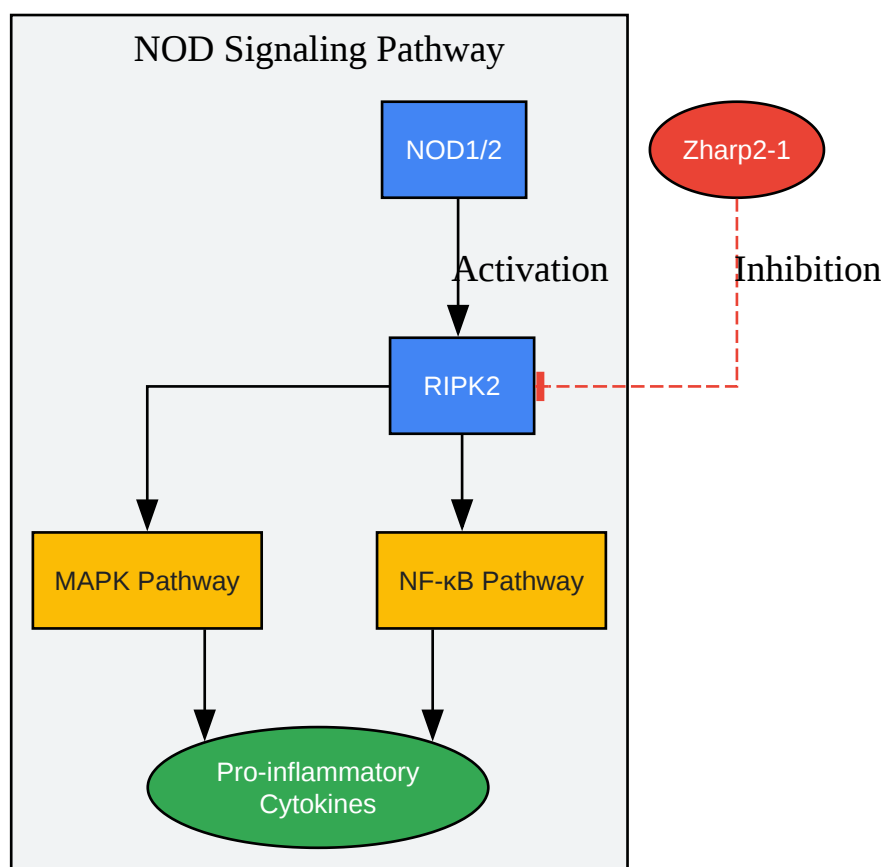 NOD Signaling Pathway
NOD1/2
Zharp2-1
Activation
Inhibition
RIPK2
MAPK Pathway
NF-κB Pathway
Pro-inflammatory
Cytokines